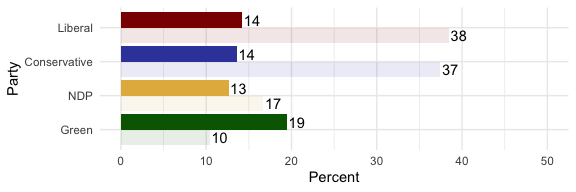 Liberal 14
38
Conservative 14
37
NDP 13
17
Green 19
10
Party
0 10 20 30 40 50
Percent